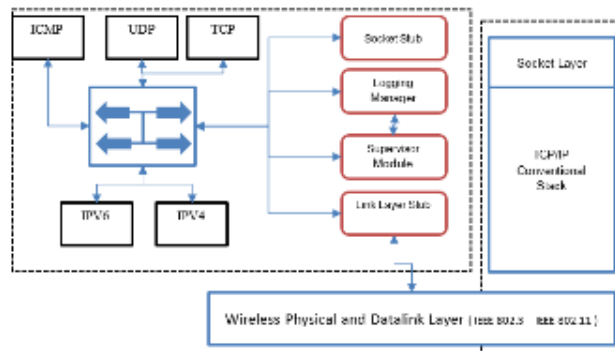 ICMP
UDP
TCP
Socket Stub
Logging
Manager
Supervisor
Module
Link Layer Stub
IPV6
IPV4
Socket Layer
TCP/IP
Conventional
Stack
Wireless Physical and Datalink Layer ( IEEE 802.3 IEEE 802.11 )